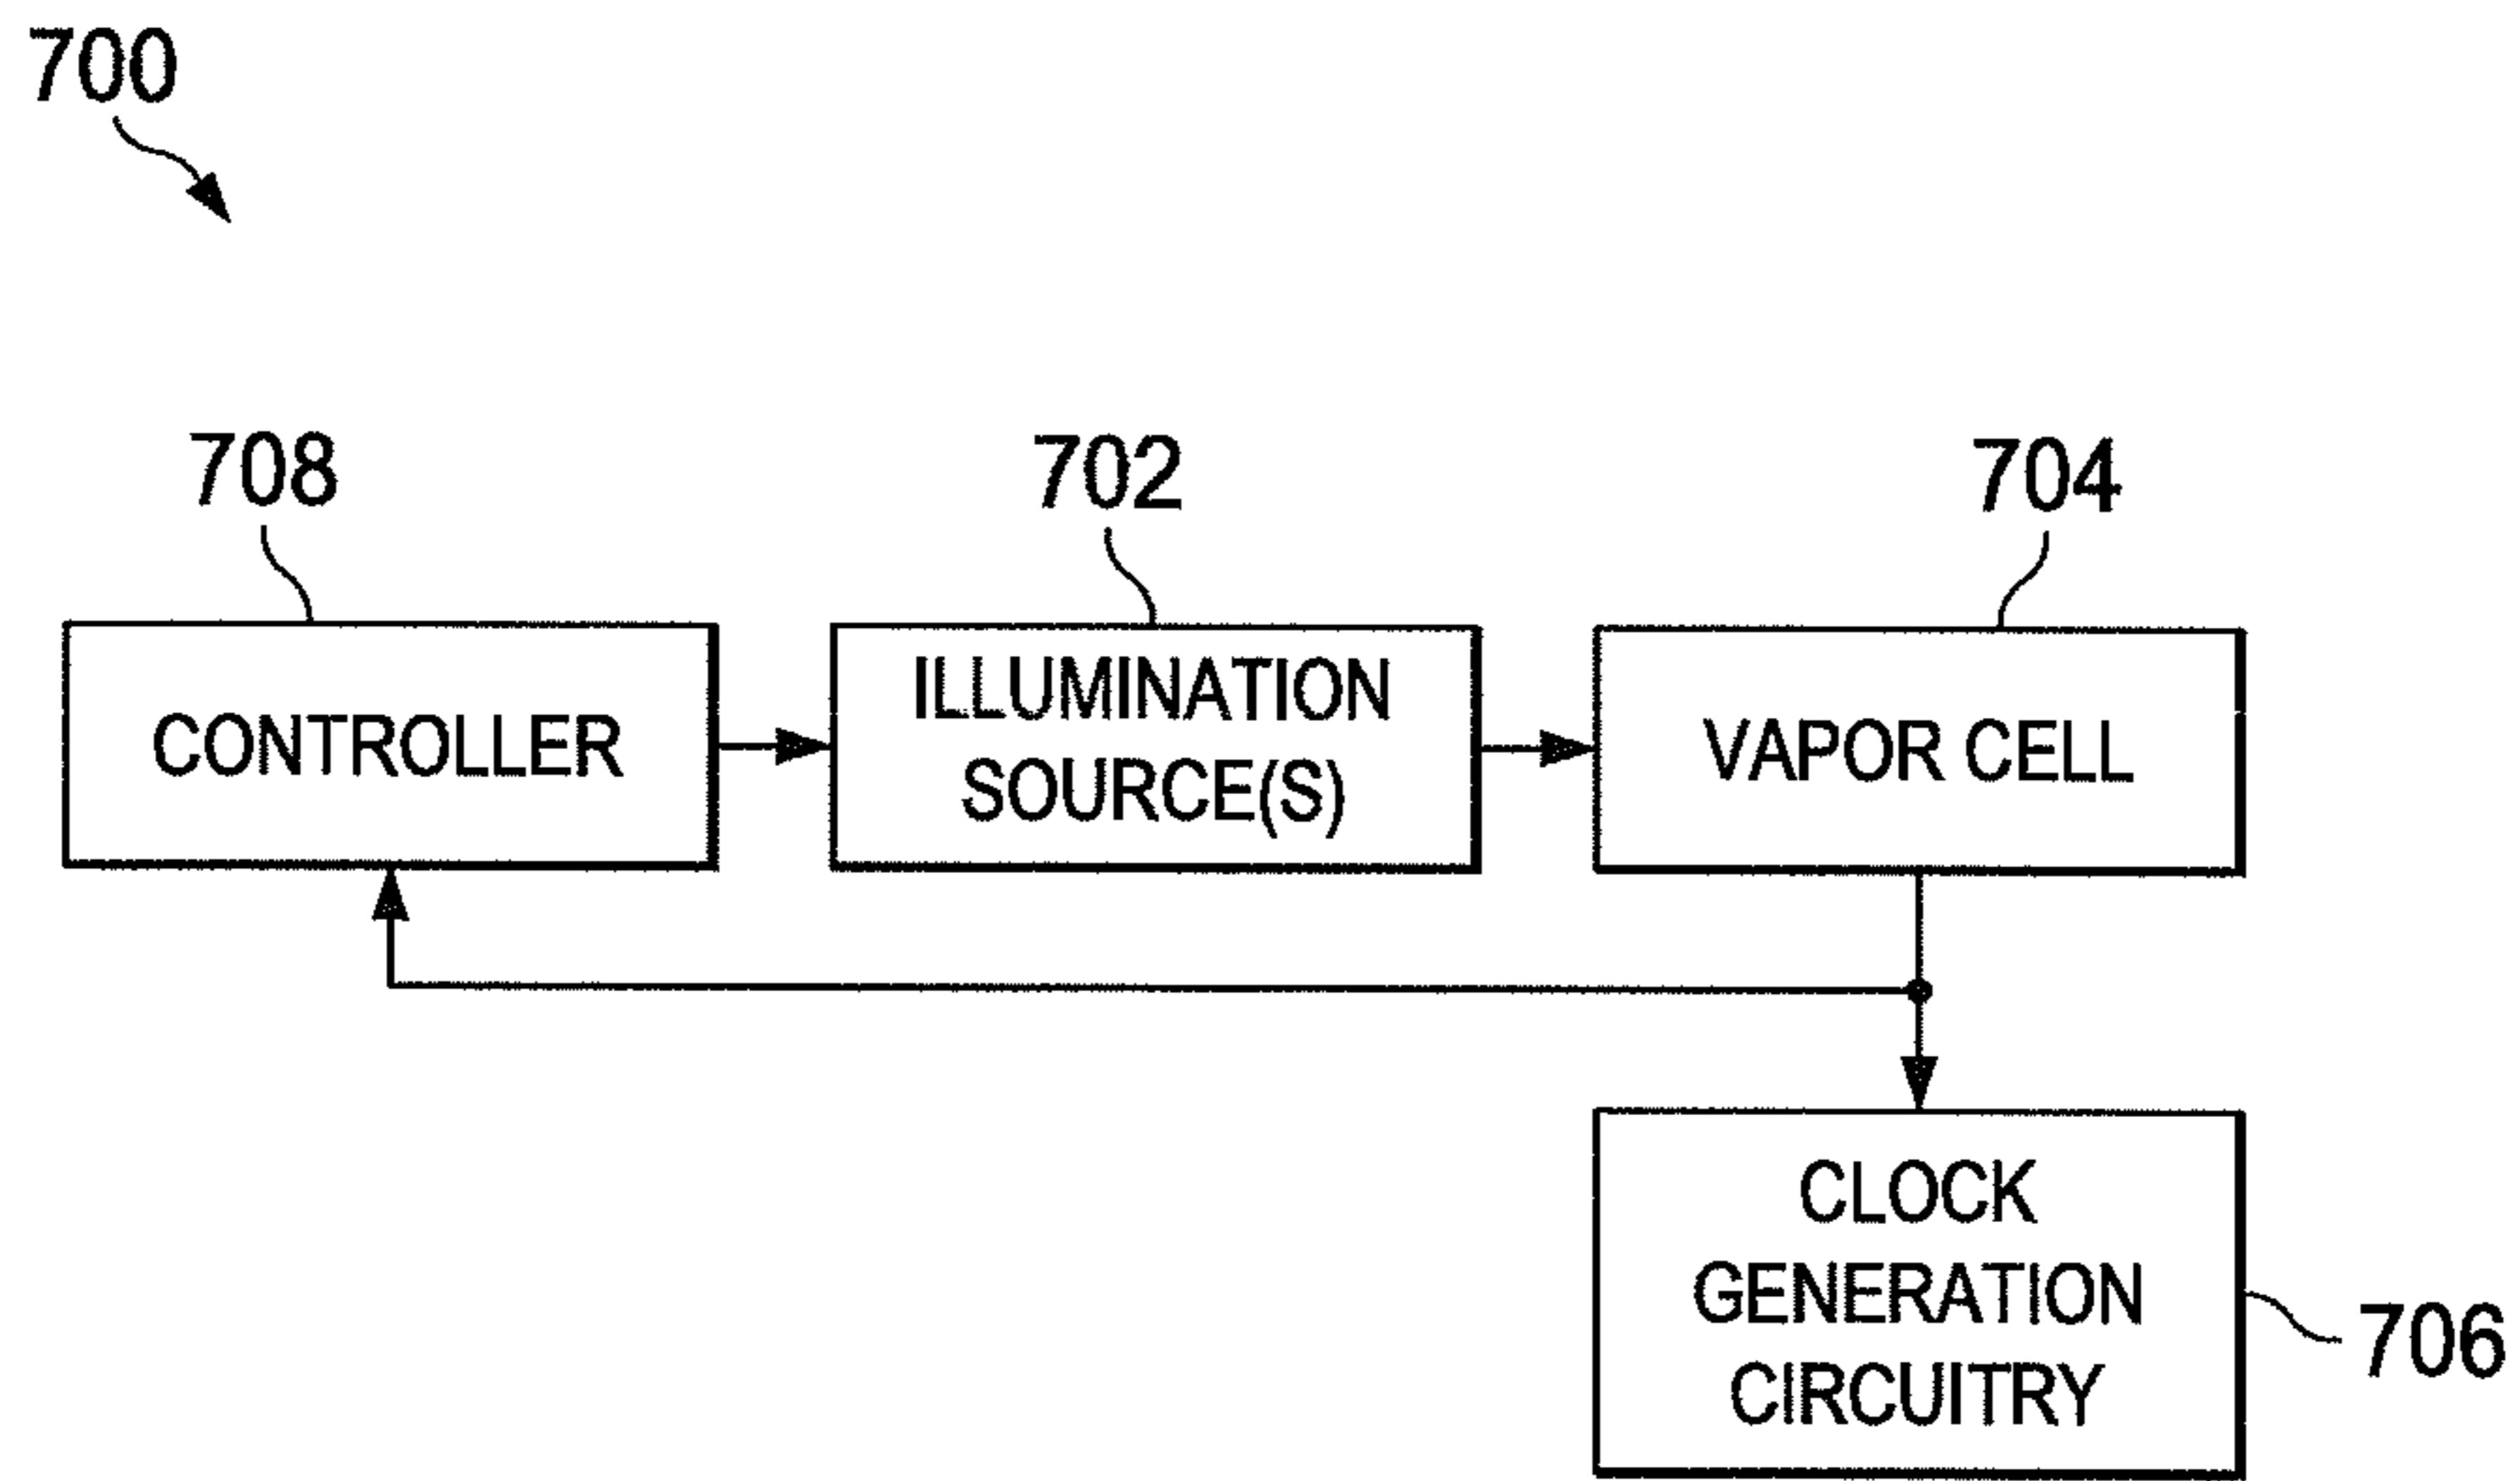 700
708
702
704
CONTROLLER
ILLUMINATION
SOURCE(S)
VAPOR CELL
CLOCK
GENERATION
CIRCUITRY
706